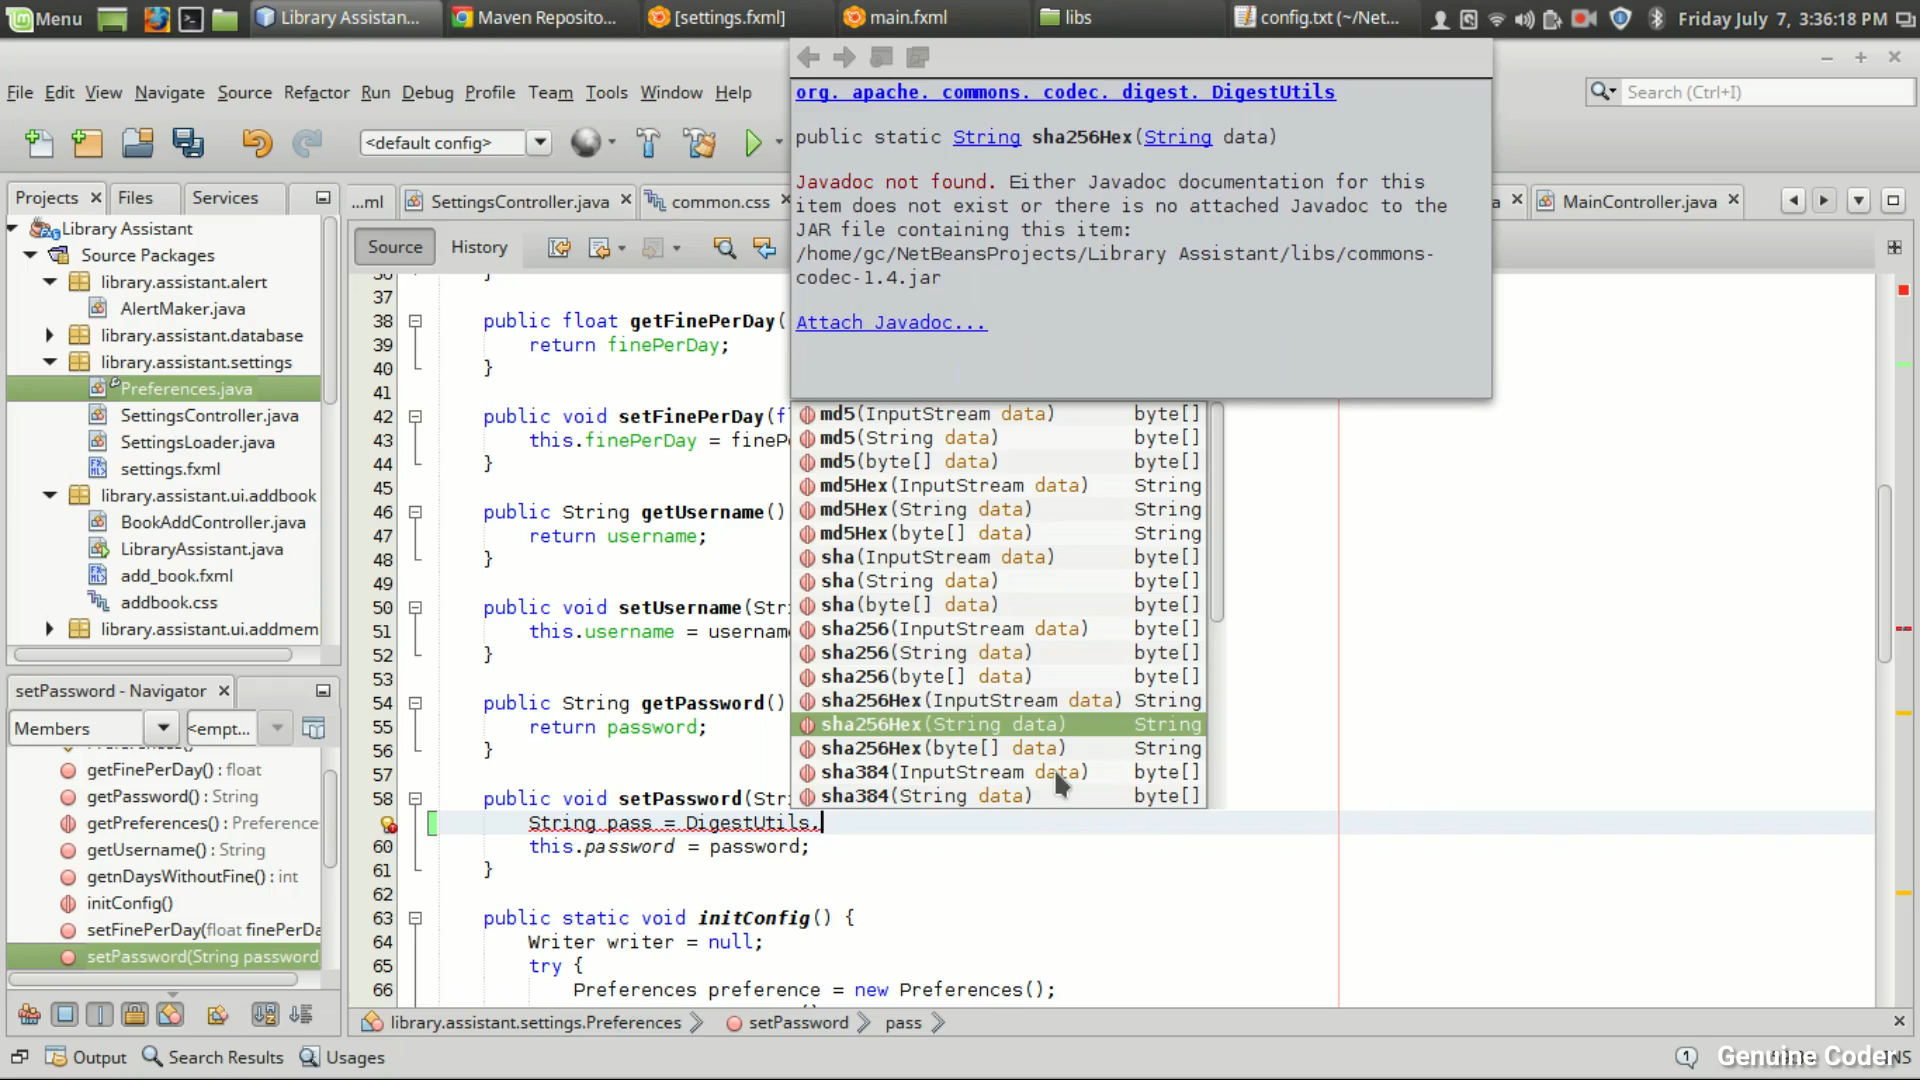 Menu
Library Assistan...
Maven Reposito...
[settings.fxml]
main.fxml
libs
config.txt (~/Net...
Friday July 7, 3:36:18 PM
File Edit View Navigate Source Refactor Run Debug Profile Team Tools Window Help
Search (Ctrl+I)
<default config>
org. apache. commons. codec. digest. DigestUtils
public static String sha256Hex(String data)
Javadoc not found. Either Javadoc documentation for this
item does not exist or there is no attached Javadoc to the
JAR file containing this item:
/home/gc/NetBeansProjects/Library Assistant/libs/commons-
codec-1.4.jar
Attach Javadoc...
Projects
Files
Services
...ml
SettingsController.java
common.css
a
MainController.java
Source
History
Library Assistant
Source Packages
library.assistant.alert
AlertMaker.java
library.assistant.database
library.assistant.settings
Preferences.java
SettingsController.java
SettingsLoader.java
settings.fxml
library.assistant.ui.addbook
BookAddController.java
LibraryAssistant.java
add_book.fxml
addbook.css
library.assistant.ui.addmem
36 }
37
38 public float getFinePerDay(
39 return finePerDay;
40 }
41
42 public void setFinePerDay(fl
43 this.finePerDay = fineP
44 }
45
46 public String getUsername()
47 return username;
48 }
49
50 public void setUsername(Stri
51 this.username = usernam
52 }
53
54 public String getPassword()
55 return password;
56 }
57
58 public void setPassword(Stri
String pass = DigestUtils.
60 this.password = password;
61 }
62
63 public static void initConfig() {
64 Writer writer = null;
65 try {
66 Preferences preference = new Preferences();
md5(InputStream data) byte[]
md5(String data) byte[]
md5(byte[] data) byte[]
md5Hex(InputStream data) String
md5Hex(String data) String
md5Hex(byte[] data) String
sha(InputStream data) byte[]
sha(String data) byte[]
sha(byte[] data) byte[]
sha256(InputStream data) byte[]
sha256(String data) byte[]
sha256(byte[] data) byte[]
sha256Hex(InputStream data) String
sha256Hex(String data) String
sha256Hex(byte[] data) String
sha384(InputStream data) byte[]
sha384(String data) byte[]
setPassword - Navigator
Members
<empt...
getFinePerDay() : float
getPassword() : String
getPreferences() : Preference
getUsername() : String
getnDaysWithoutFine() : int
initConfig()
setFinePerDay(float finePerDa
setPassword(String password
library.assistant.settings.Preferences
setPassword
pass
Output
Search Results
Usages
1
Genuine Coder